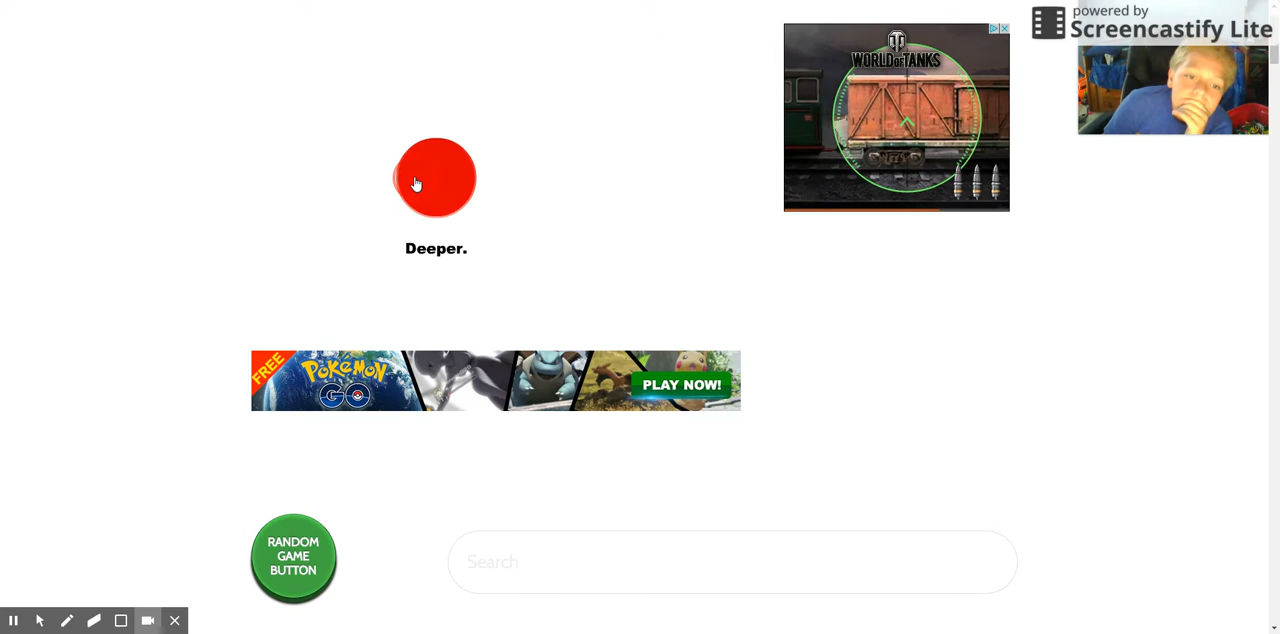 powered by
Screencastify Lite
WORLD OF TANKS
Deeper.
FREE
POKÉMON
GO
PLAY NOW!
RANDOM
GAME
BUTTON
Search